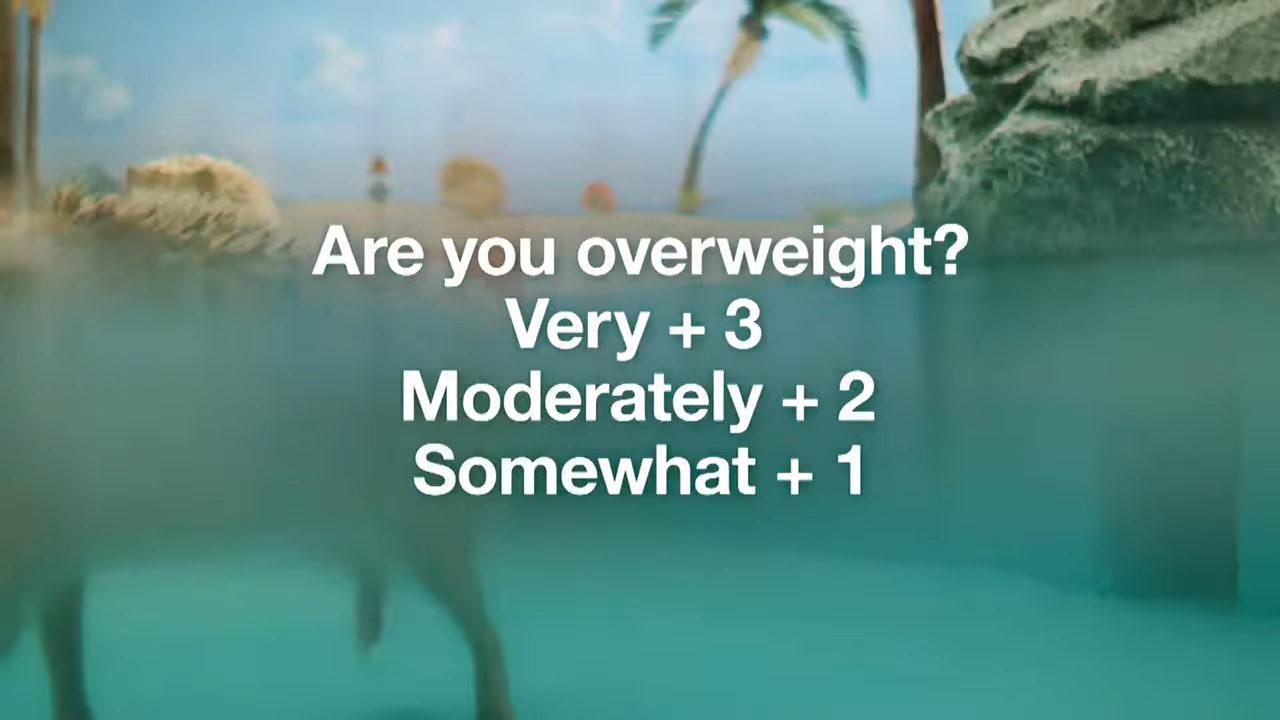 Are you overweight?
Very + 3
Moderately + 2
Somewhat + 1